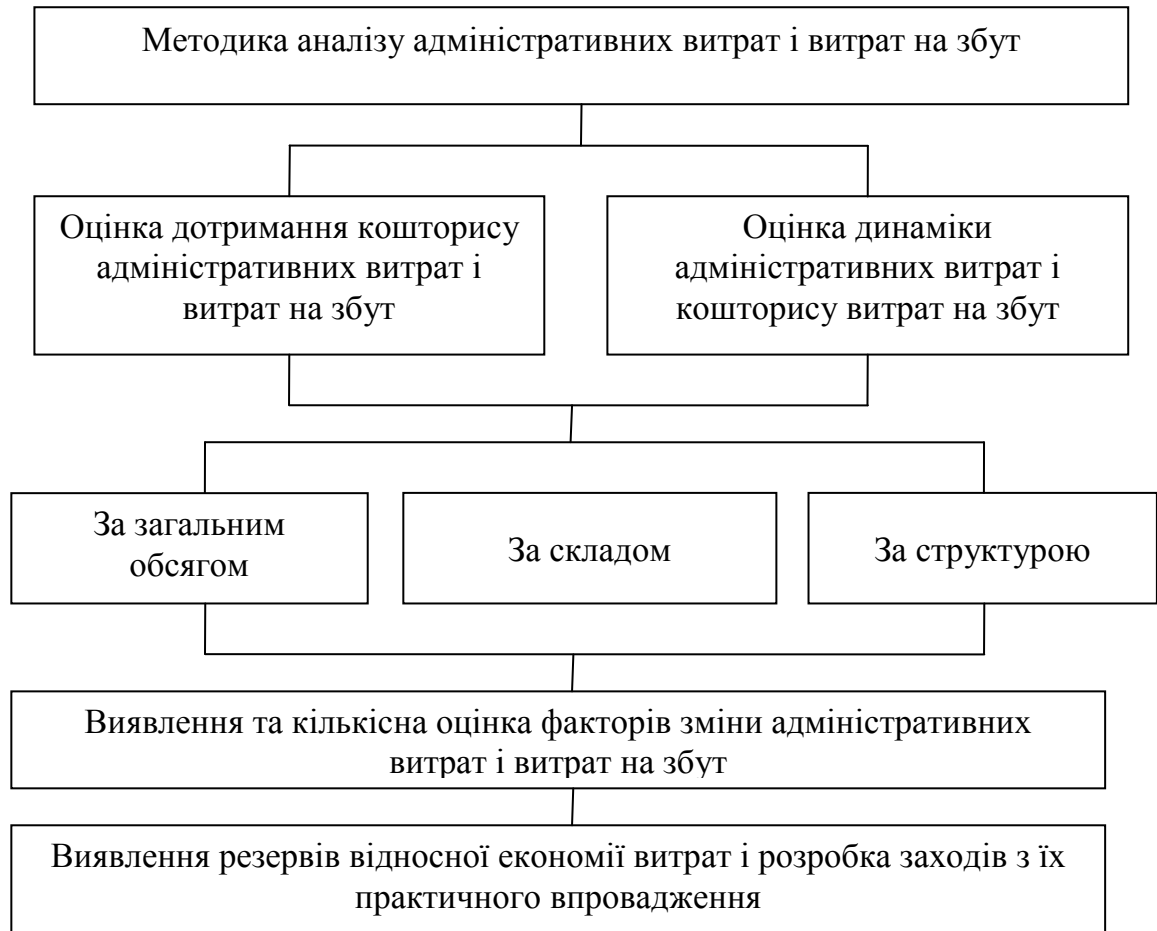 Методика аналізу адміністративних витрат і витрат на збут
Оцінка дотримання кошторису
адміністративних витрат і
витрат на збут
Оцінка динаміки
адміністративних витрат і
кошторису витрат на збут
За загальним
обсягом
За складом
За структурою
Виявлення та кількісна оцінка факторів зміни адміністративних
витрат і витрат на збут
Виявлення резервів відносної економії витрат і розробка заходів з їх
практичного впровадження